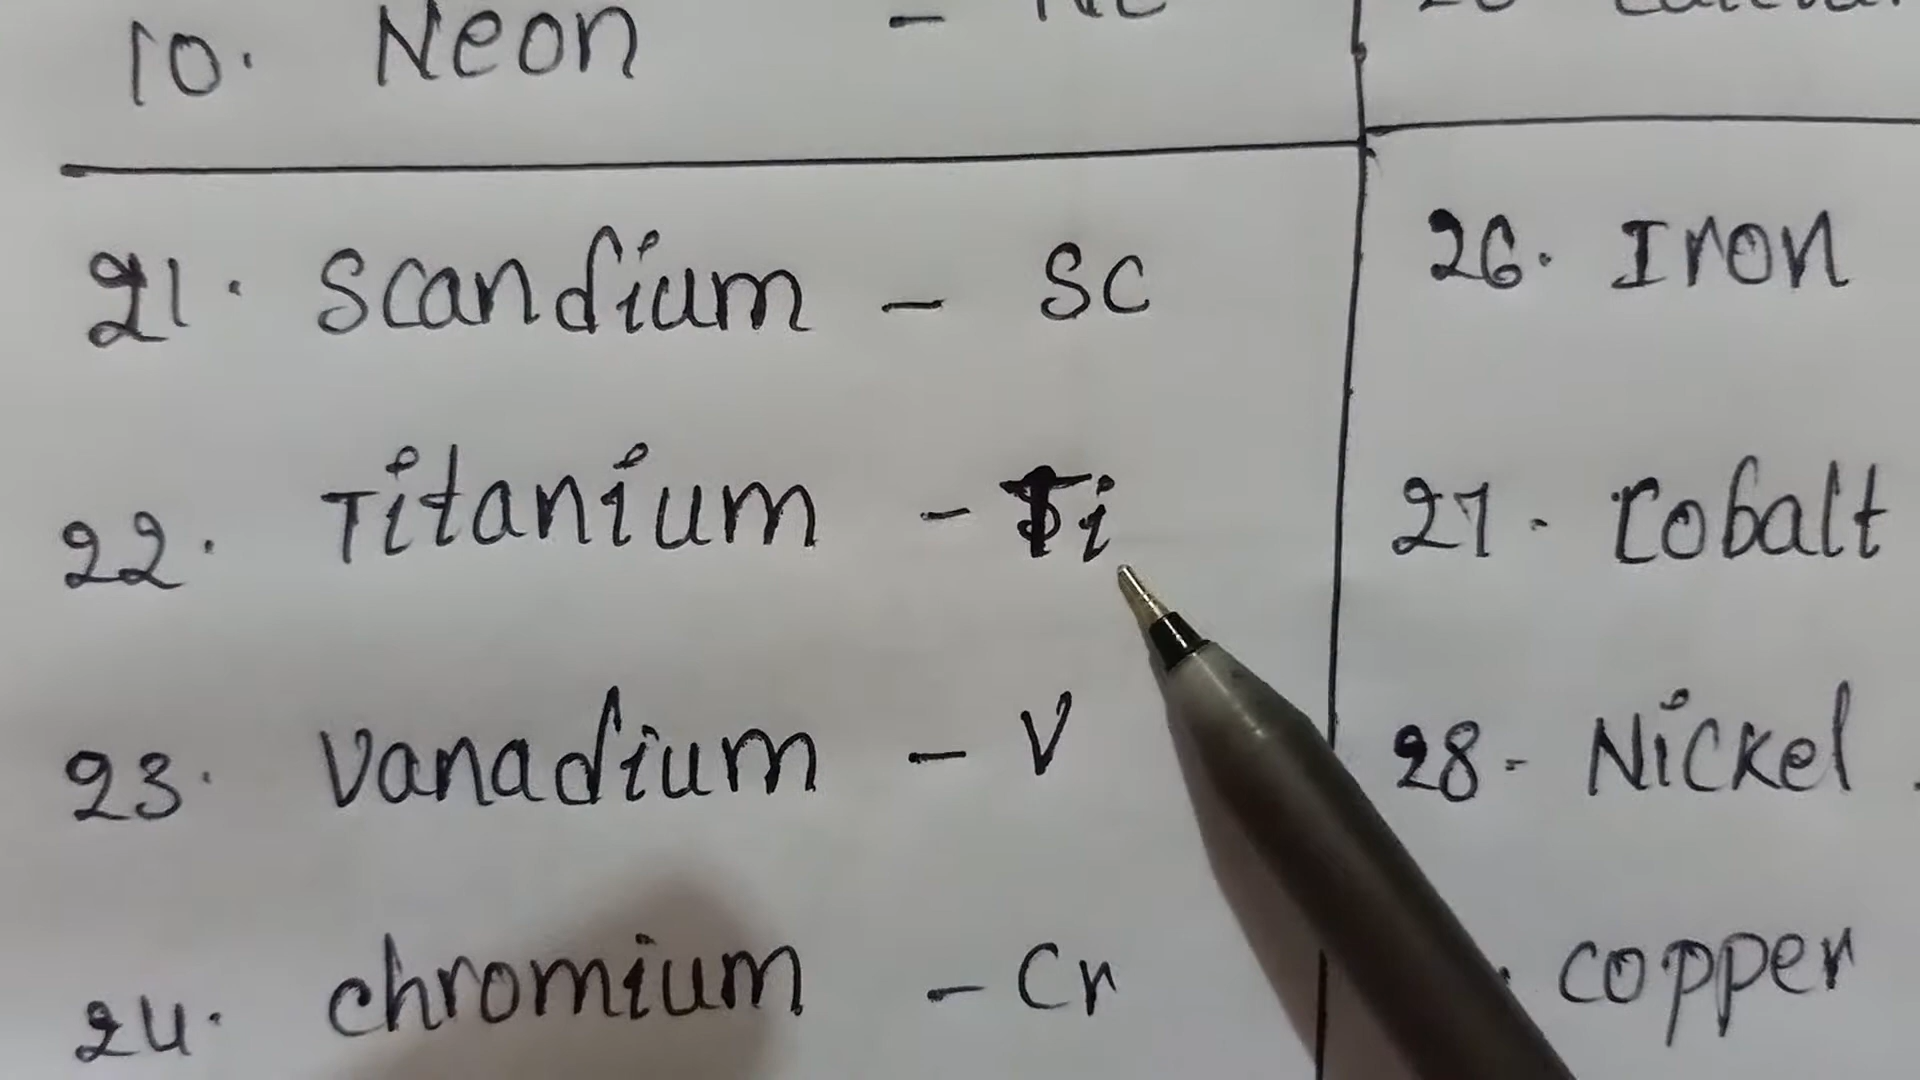 10. Neon - Ne
21. Scandium - Sc
22. Titanium - Ti
23. Vanadium - V
24. Chromium - Cr
26. Iron
27. Cobalt
28 - Nickel
Copper